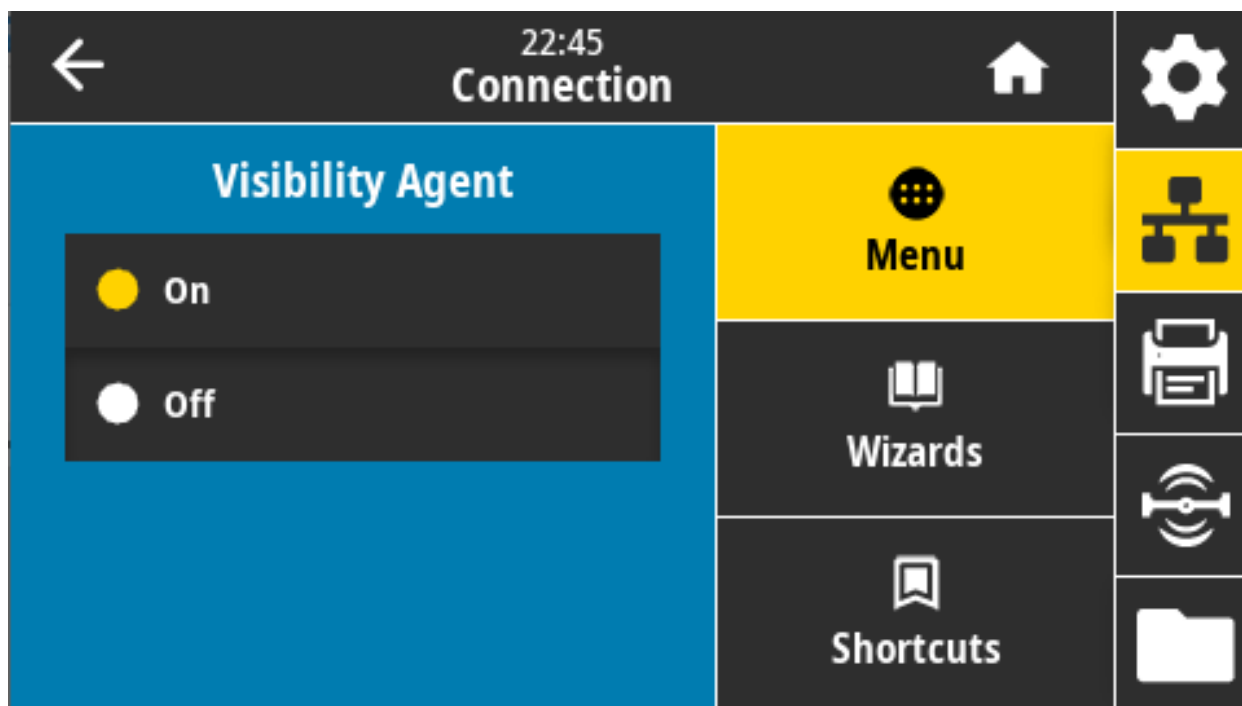 22:45
Connection
Visibility Agent
On
Off
Menu
Wizards
Shortcuts